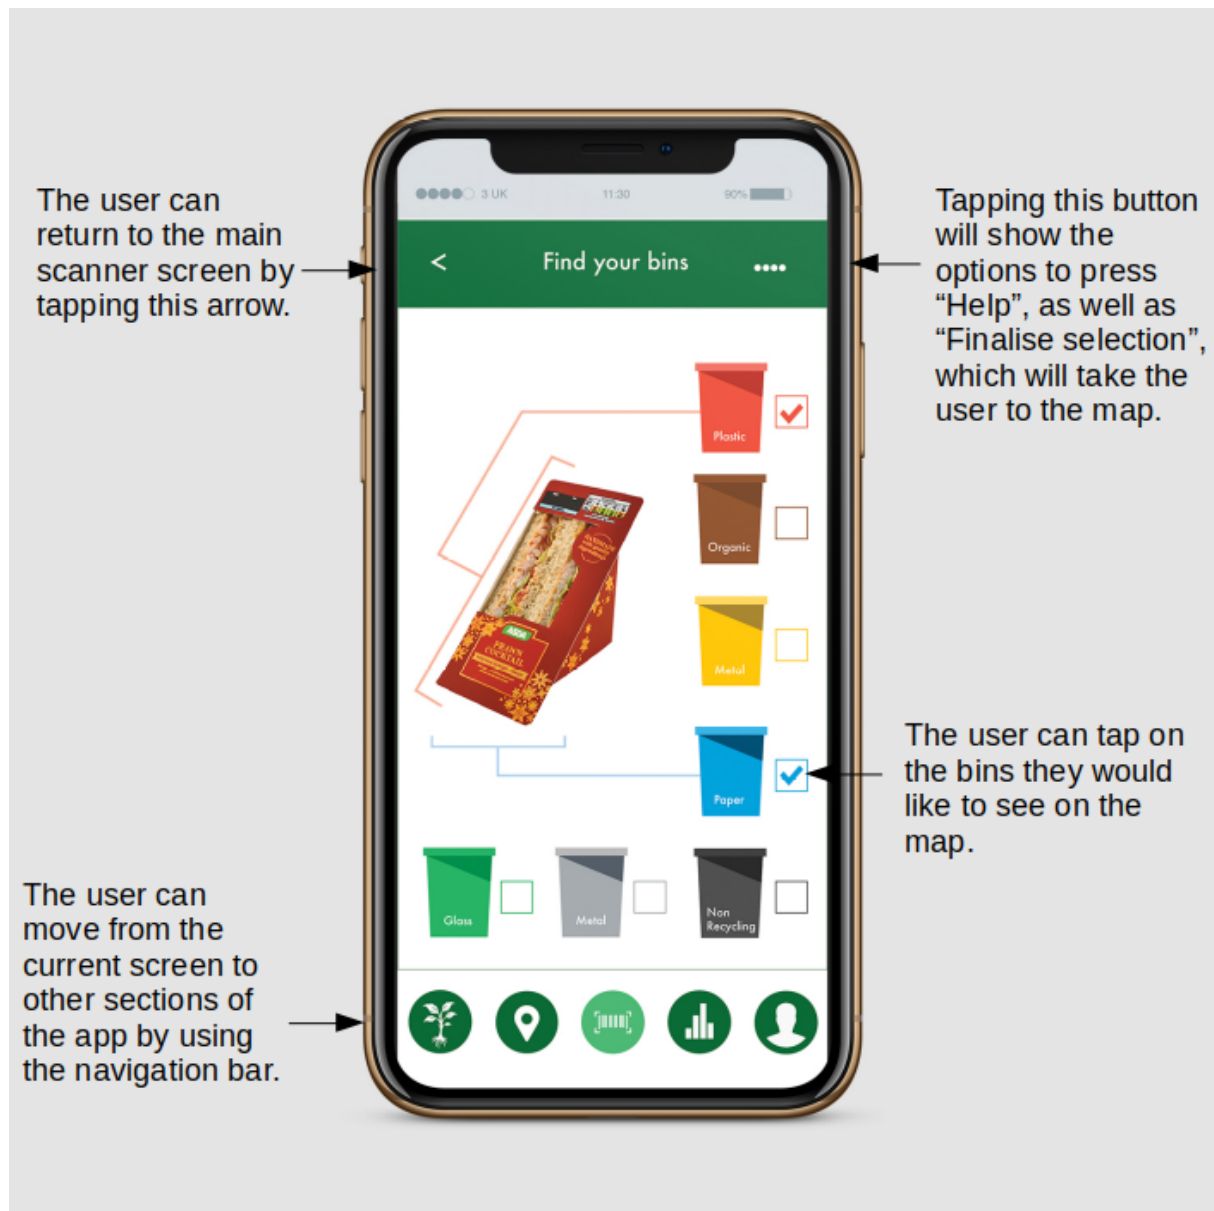 3 UK
11:30
90%
The user can
return to the main
scanner screen by
tapping this arrow.
<
Find your bins
Tapping this button
will show the
options to press
“Help”, as well as
“Finalise selection”,
which will take the
user to the map.
Plastic
Organic
HANDMADE
ASDA
PRAWN
COCKTAIL
Metal
Paper
The user can tap on
the bins they would
like to see on the
map.
Glass
Metal
Non
Recycling
The user can
move from the
current screen to
other sections of
the app by using
the navigation bar.